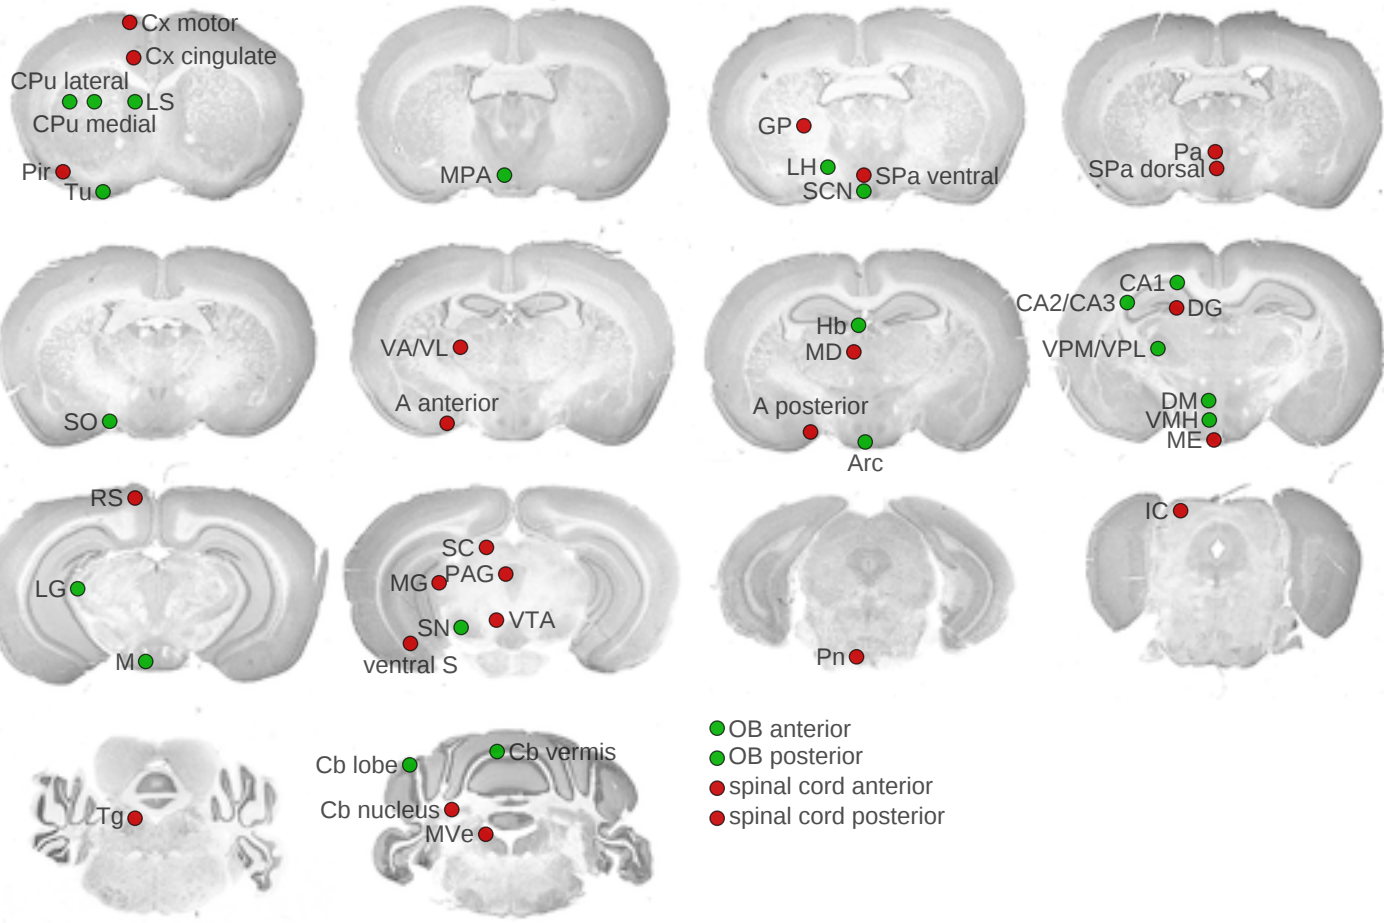 Cx motor
Cx cingulate
CPu lateral
LS
CPu medial
Pir
Tu
MPA
GP
LH
SPa ventral
SCN
Pa
SPa dorsal
SO
VA/VL
A anterior
Hb
MD
A posterior
Arc
CA1
CA2/CA3
DG
VPM/VPL
DM
VMH
ME
RS
LG
M
SC
MG
PAG
SN
VTA
ventral S
Pn
IC
Tg
Cb lobe
Cb vermis
Cb nucleus
MVe
OB anterior
OB posterior
spinal cord anterior
spinal cord posterior